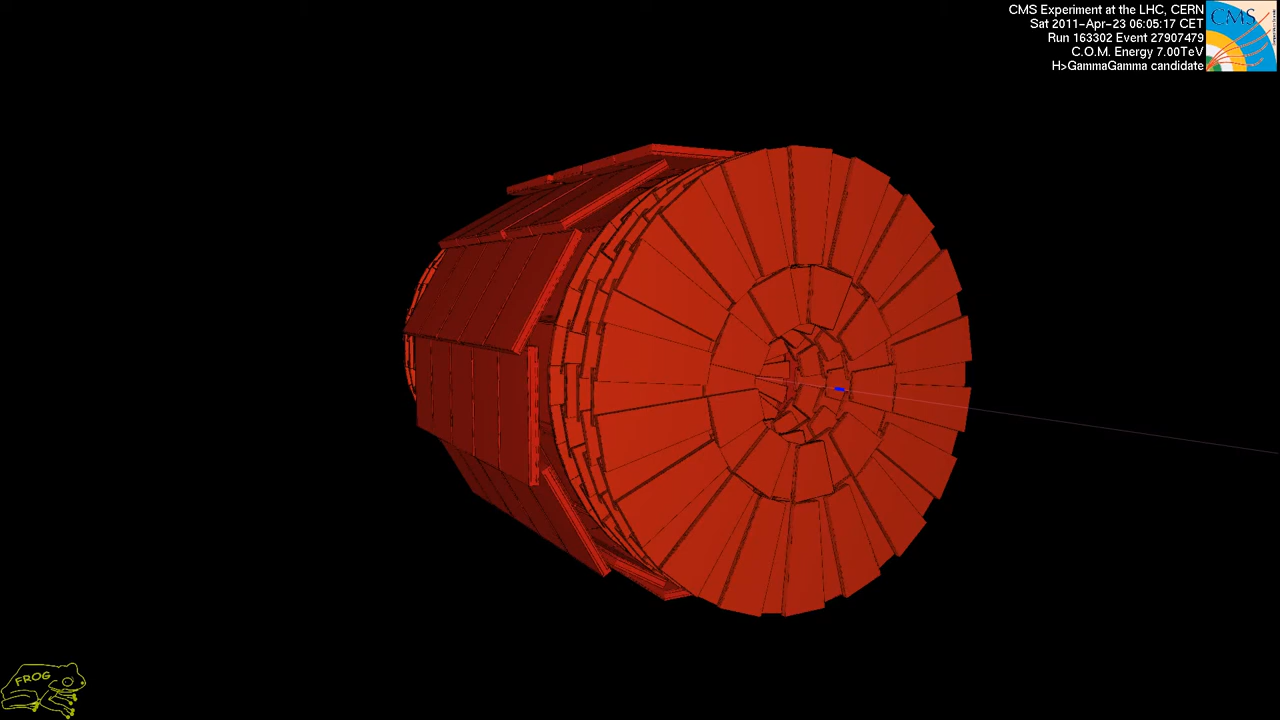 CMS Experiment at the LHC, CERN
Sat 2011-Apr-23 06:05:17 CET
Run 163302 Event 27907479
C.O.M. Energy 7.00TeV
H>GammaGamma candidate
CMS
FROG